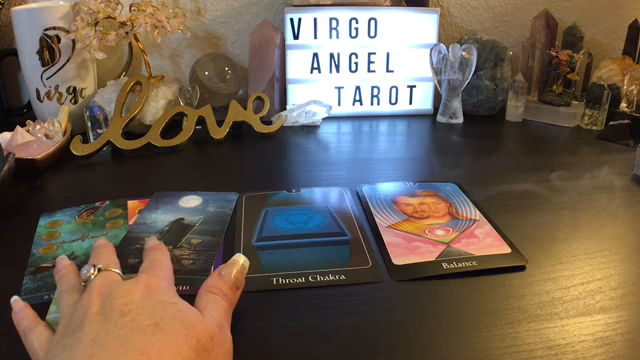 virgo
love
VIRGO
ANGEL
TAROT
Throat Chakra
Balance